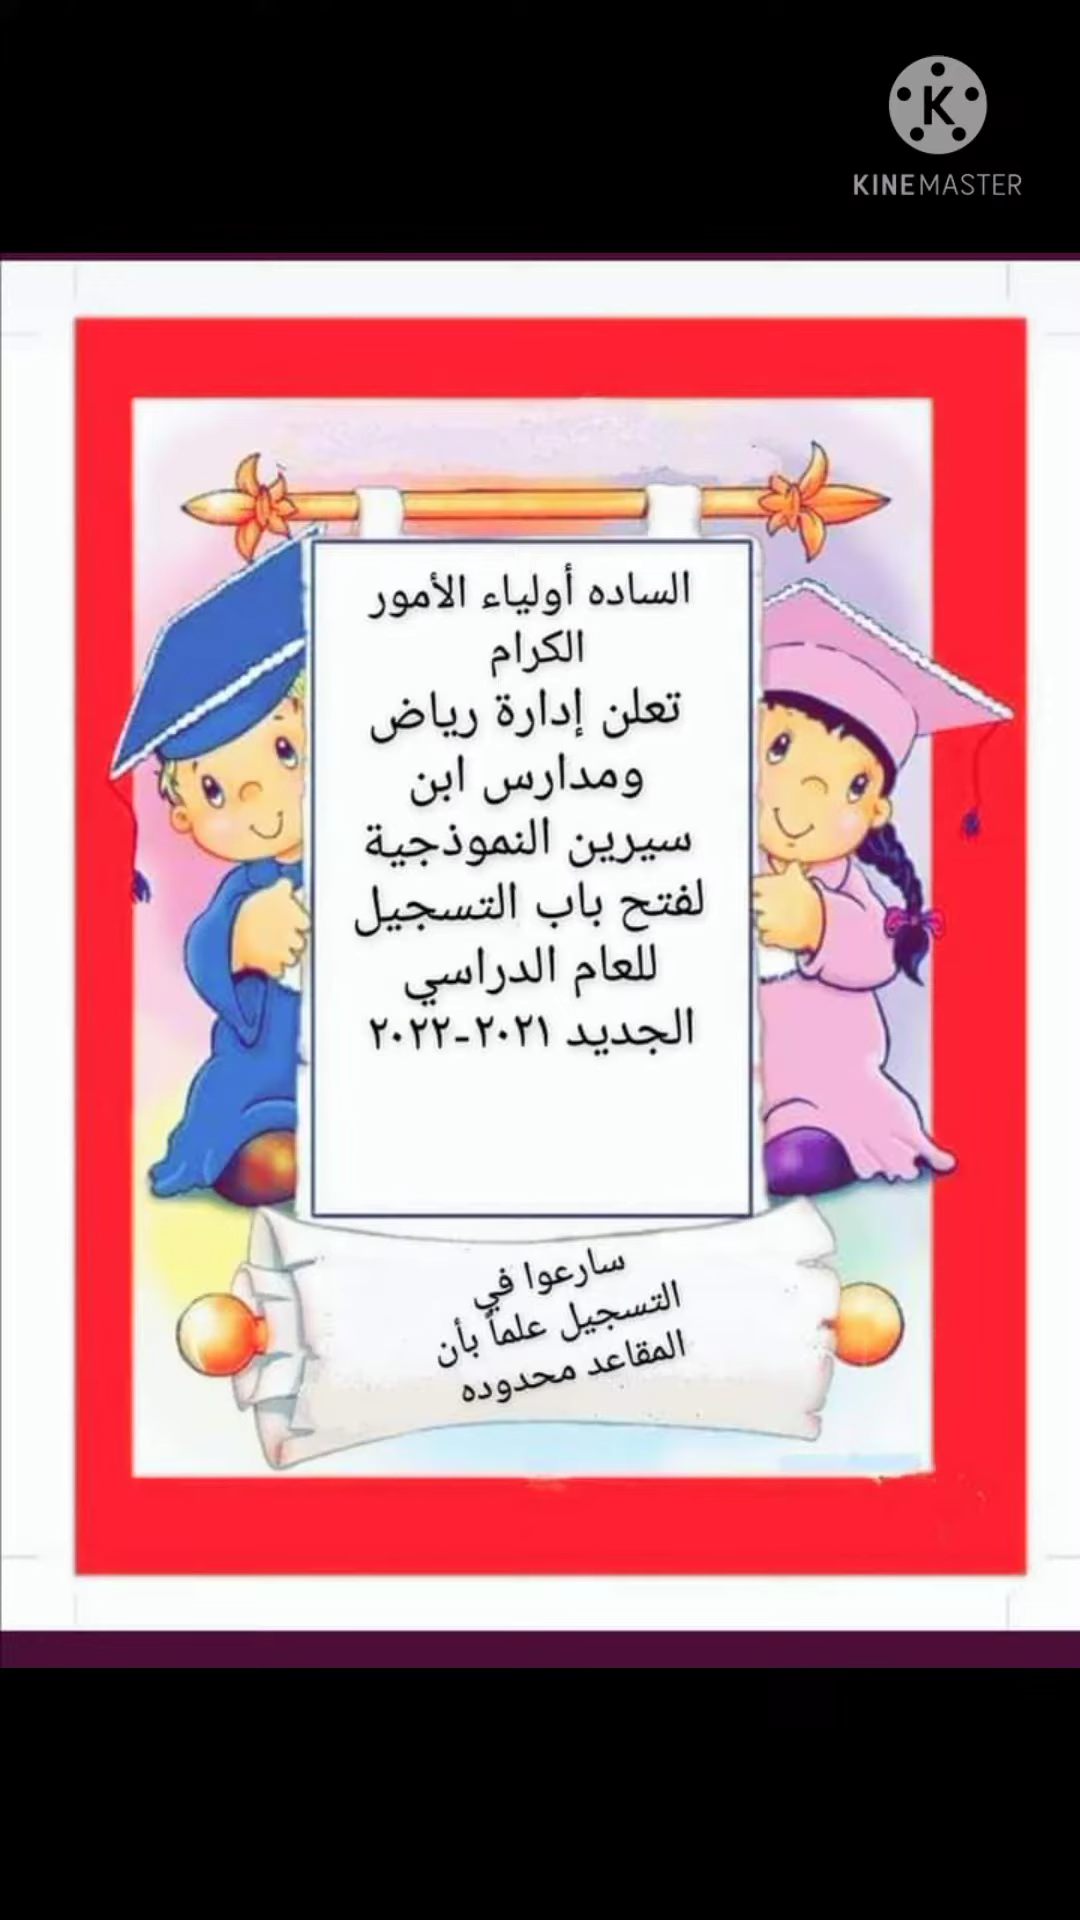 KINEMASTER
الساده أولياء الأمور
الكرام
تعلن إدارة رياض
ومدارس ابن
سيرين النموذجية
لفتح باب التسجيل
للعام الدراسي
الجديد ٢٠٢١-٢٠٢٢
سارعوا في
التسجيل علماً بأن
المقاعد محدوده